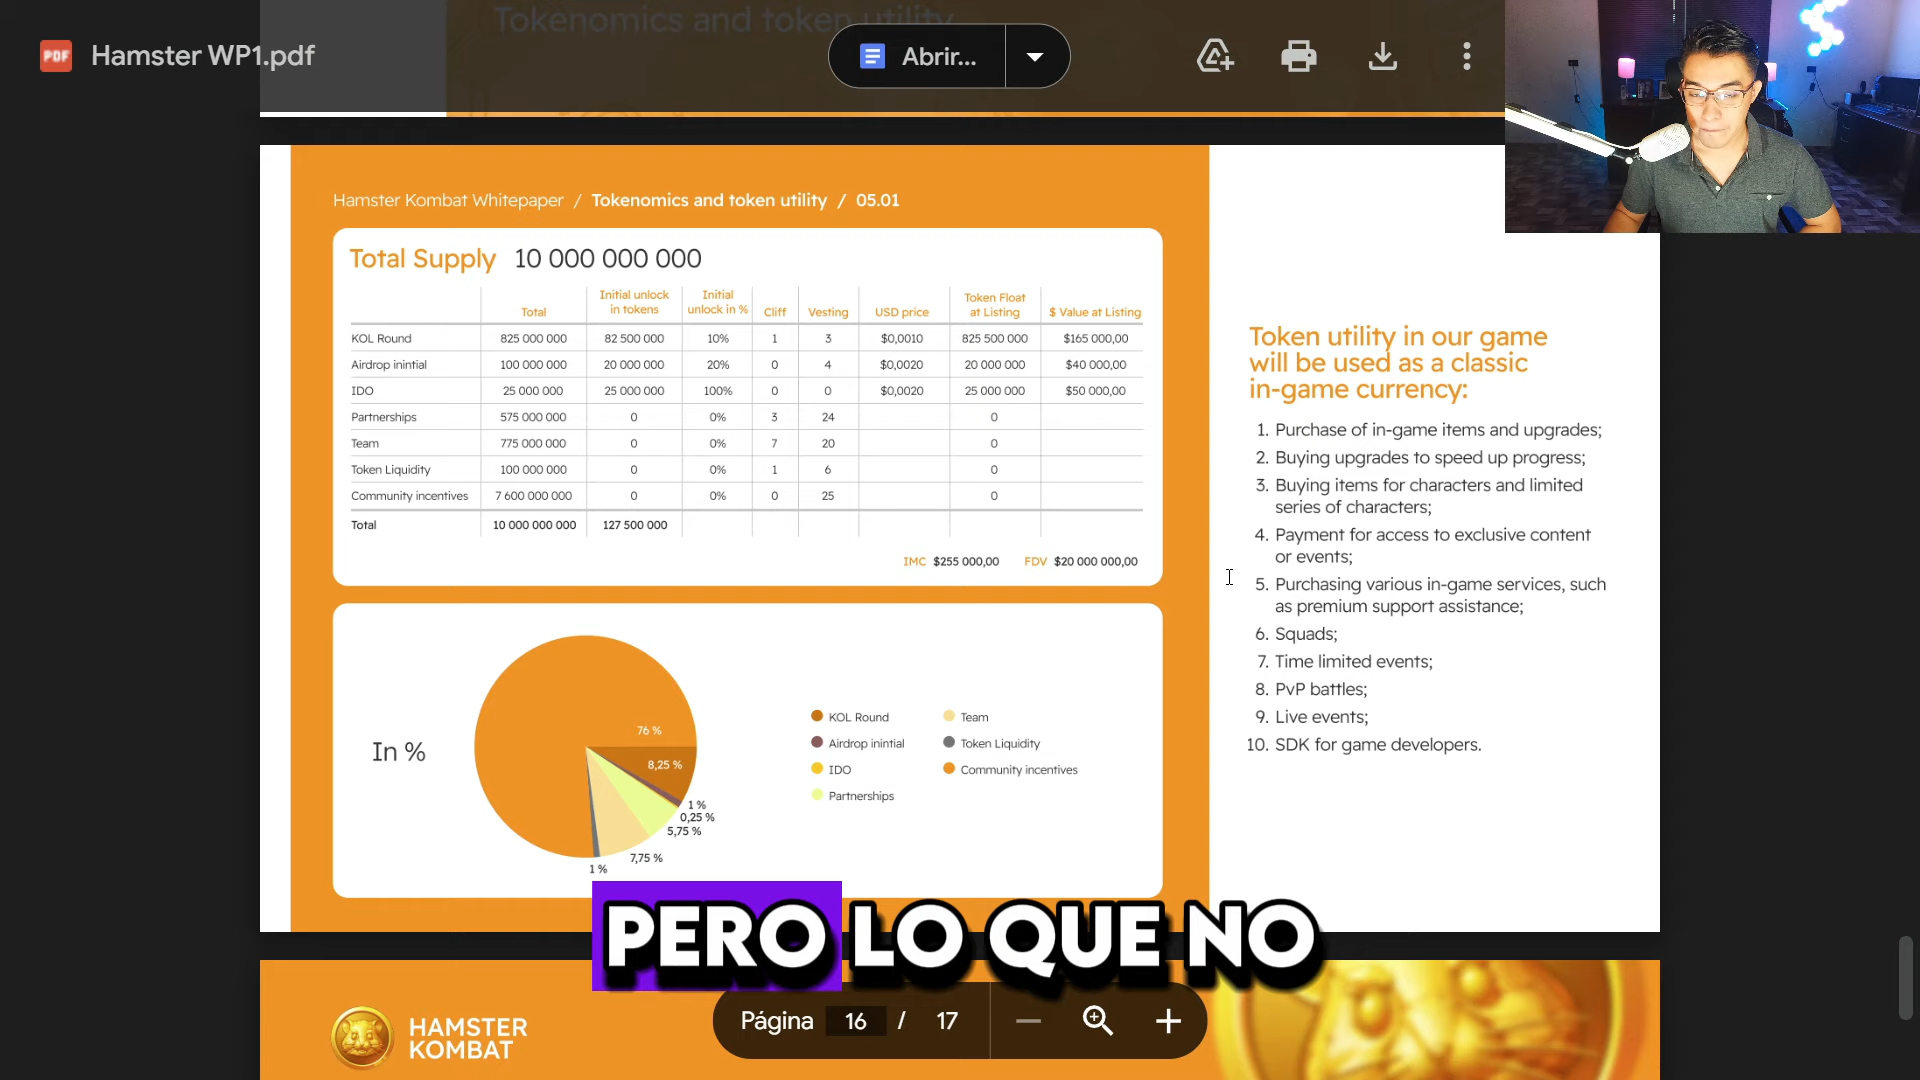 Tokenomics and token utility
Hamster WP1.pdf
Abrir...
Hamster Kombat Whitepaper / Tokenomics and token utility / 05.01
Total Supply 10 000 000 000
Total Initial unlock in tokens Initial unlock in % Cliff Vesting USD price Token Float at Listing $ Value at Listing
KOL Round 825 000 000 82 500 000 10% 1 3 $0,0010 825 500 000 $165 000,00
Airdrop inintial 100 000 000 20 000 000 20% 0 4 $0,0020 20 000 000 $40 000,00
IDO 25 000 000 25 000 000 100% 0 0 $0,0020 25 000 000 $50 000,00
Partnerships 575 000 000 0 0% 3 24 0
Team 775 000 000 0 0% 7 20 0
Token Liquidity 100 000 000 0 0% 1 6 0
Community incentives 7 600 000 000 0 0% 0 25 0
Total 10 000 000 000 127 500 000
IMC $255 000,00 FDV $20 000 000,00
In %
76 %
8,25 %
1 %
0,25 %
5,75 %
7,75 %
1 %
KOL Round
Airdrop inintial
IDO
Partnerships
Team
Token Liquidity
Community incentives
Token utility in our game
will be used as a classic
in-game currency:
1. Purchase of in-game items and upgrades;
2. Buying upgrades to speed up progress;
3. Buying items for characters and limited
series of characters;
4. Payment for access to exclusive content
or events;
5. Purchasing various in-game services, such
as premium support assistance;
6. Squads;
7. Time limited events;
8. PvP battles;
9. Live events;
10. SDK for game developers.
PERO LO QUE NO
HAMSTER
KOMBAT
Página 16 / 17
PDF